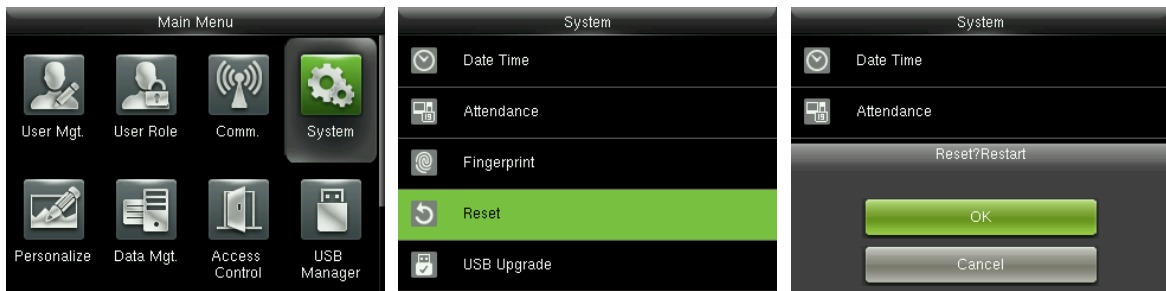 Main Menu
User Mgt.
User Role
Comm.
System
Personalize
Data Mgt.
Access
Control
USB
Manager
System
Date Time
Attendance
Fingerprint
Reset
USB Upgrade
System
Date Time
Attendance
Reset?Restart
OK
Cancel